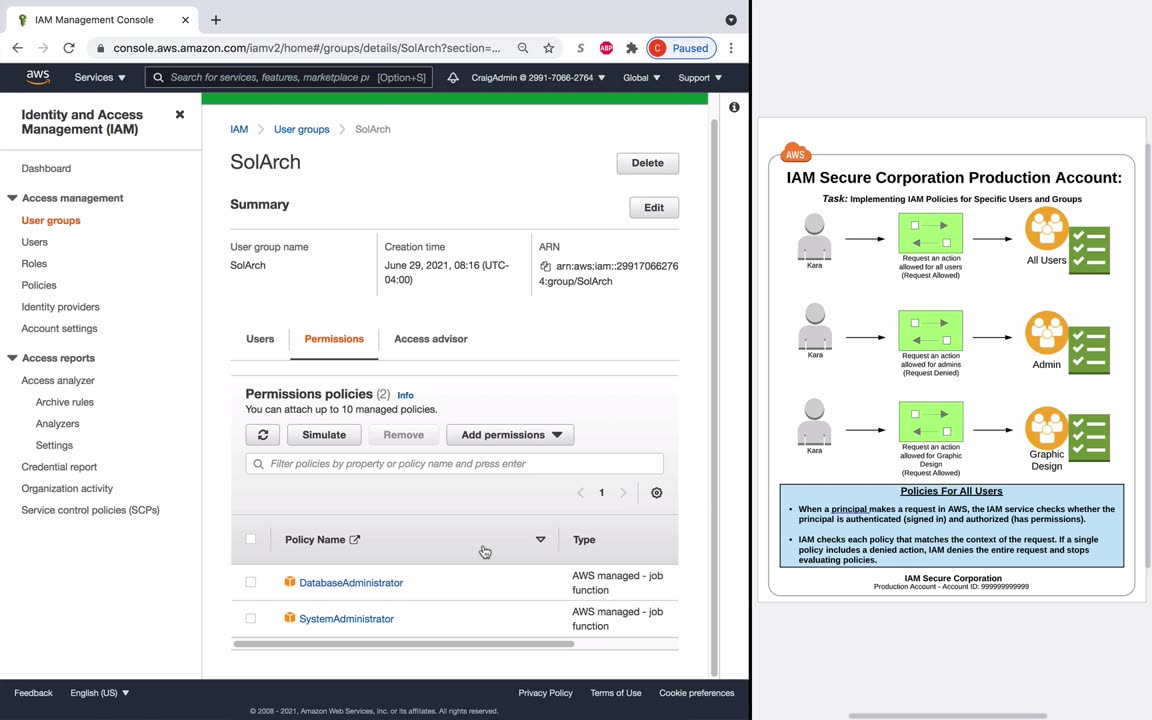 IAM Management Console
console.aws.amazon.com/iamv2/home#/groups/details/SolArch?section=...
S
ABP
C
Paused
aws
Services
Search for services, features, marketplace pr
[Option+S]
CraigAdmin @ 2991-7066-2764
Global
Support
Identity and Access
Management (IAM)
Dashboard
Access management
User groups
Users
Roles
Policies
Identity providers
Account settings
Access reports
Access analyzer
Archive rules
Analyzers
Settings
Credential report
Organization activity
Service control policies (SCPs)
IAM
User groups
SolArch
SolArch
Delete
Summary
Edit
User group name
SolArch
Creation time
June 29, 2021, 08:16 (UTC-
04:00)
ARN
arn:aws:iam::29917066276
4:group/SolArch
Users
Permissions
Access advisor
Permissions policies (2) Info
You can attach up to 10 managed policies.
Simulate
Remove
Add permissions
Filter policies by property or policy name and press enter
1
Policy Name
Type
DatabaseAdministrator
AWS managed - job
function
SystemAdministrator
AWS managed - job
function
Feedback
English (US)
Privacy Policy
Terms of Use
Cookie preferences
© 2008 - 2021, Amazon Web Services, Inc. or its affiliates. All rights reserved.
AWS
IAM Secure Corporation Production Account:
Task: Implementing IAM Policies for Specific Users and Groups
Kara
Request an action
allowed for all users
(Request Allowed)
All Users
Kara
Request an action
allowed for admins
(Request Denied)
Admin
Kara
Request an action
allowed for Graphic
Design
(Request Allowed)
Graphic
Design
Policies For All Users
• When a principal makes a request in AWS, the IAM service checks whether the
principal is authenticated (signed in) and authorized (has permissions).
• IAM checks each policy that matches the context of the request. If a single
policy includes a denied action, IAM denies the entire request and stops
evaluating policies.
IAM Secure Corporation
Production Account - Account ID: 999999999999